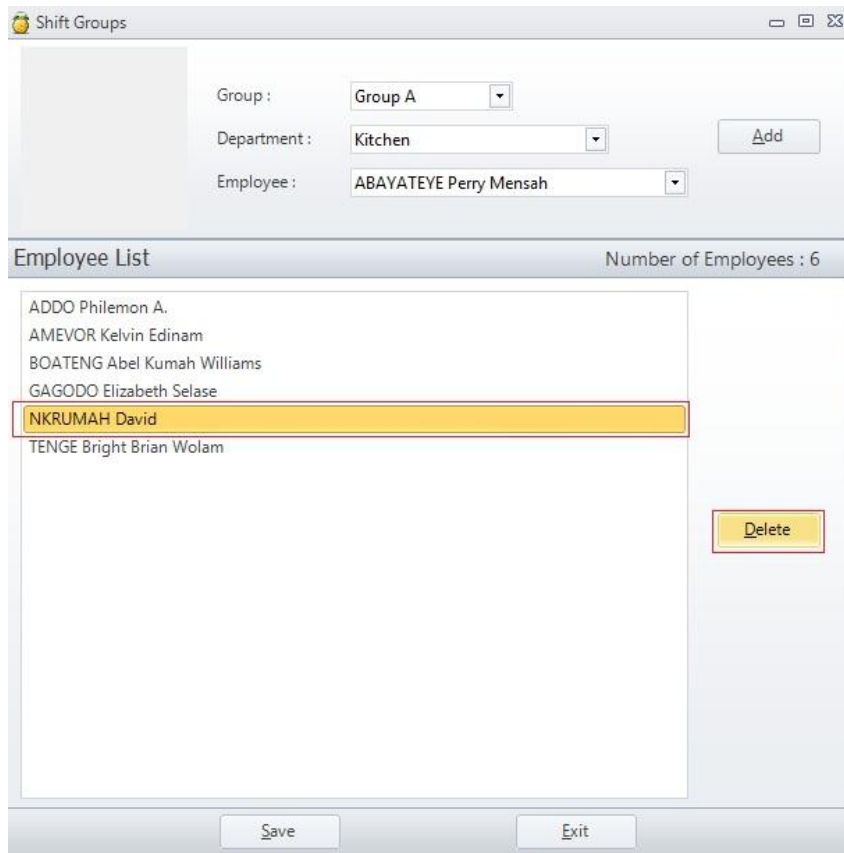 Shift Groups
Group :
Group A
Department :
Kitchen
Add
Employee :
ABAYATEYE Perry Mensah
Employee List
Number of Employees : 6
ADDO Philemon A.
AMEVOR Kelvin Edinam
BOATENG Abel Kumah Williams
GAGODO Elizabeth Selase
NKRUMAH David
TENGE Bright Brian Wolam
Delete
Save
Exit